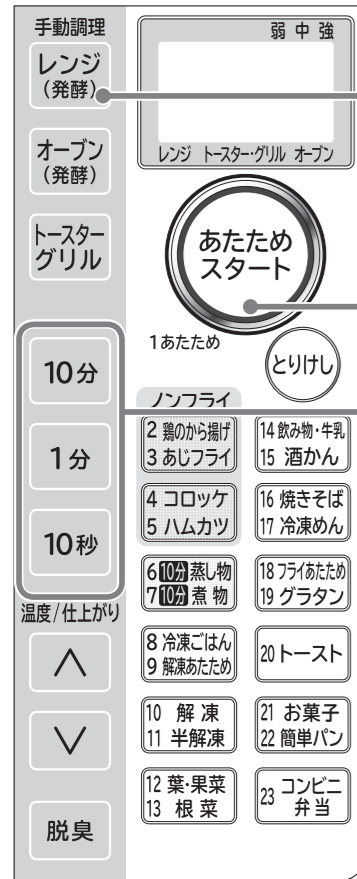 手動調理
レンジ
(発酵)
オーブン
(発酵)
トースター
グリル
10分
1分
10秒
温度/仕上がり
脱臭
弱 中 強
レンジ トースター・グリル オーブン
あたため
スタート
1あたため
とりけし
ノンフライ
2 鶏のから揚げ
3 あじフライ
4 コロッケ
5 ハムカツ
6 10分 蒸し物
7 10分 煮 物
8 冷凍ごはん
9 解凍あたため
10 解 凍
11 半解凍
12 葉・果菜
13 根 菜
14 飲み物・牛乳
15 酒かん
16 焼きそば
17 冷凍めん
18 フライあたため
19 グラタン
20 トースト
21 お菓子
22 簡単パン
23 コンビニ
弁当